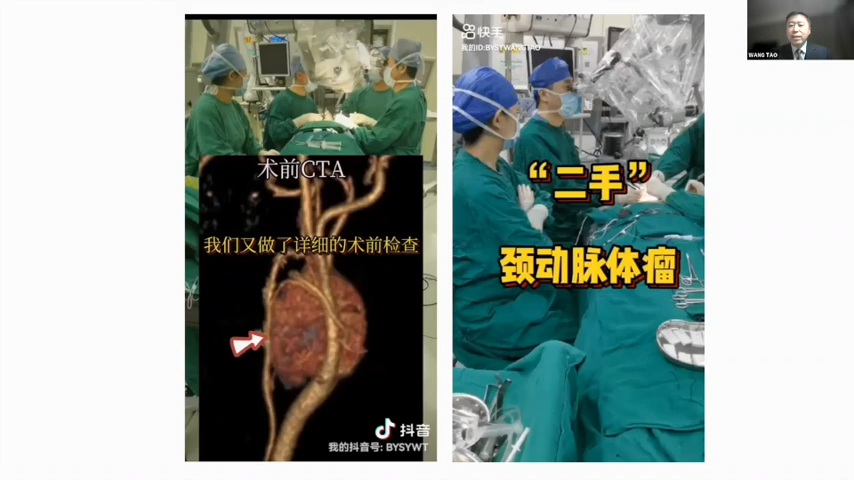 术前CTA
我们又做了详细的术前检查
抖音
我的抖音号: BYSYWT
快手
我的ID:BYSTWANGTAO
“二手”
颈动脉体瘤
WANG TAO